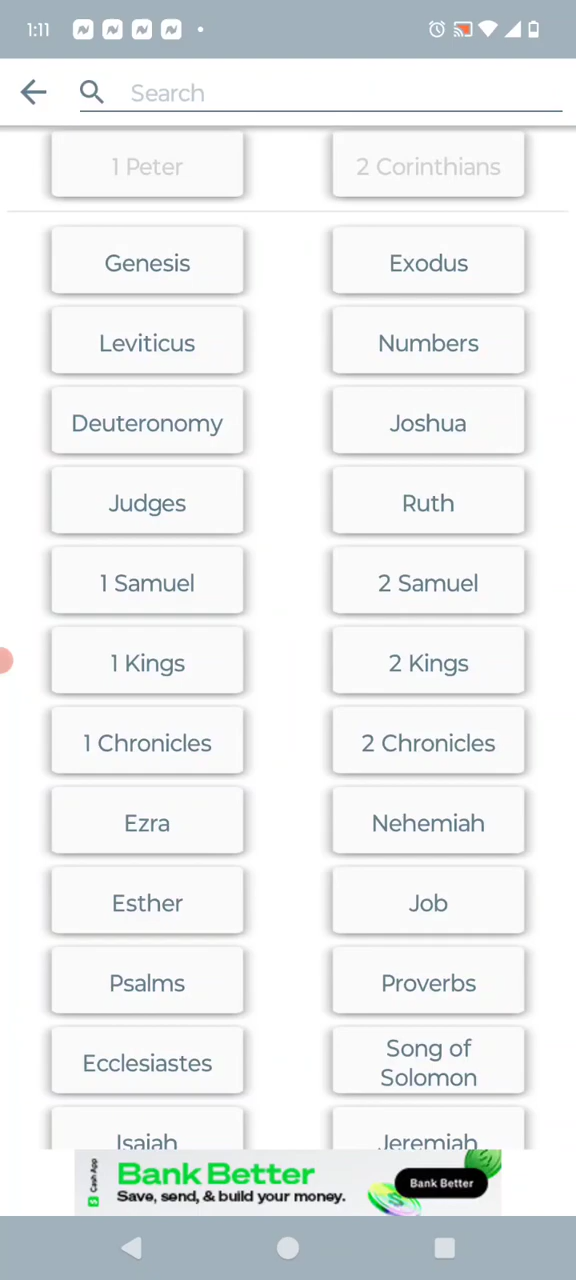 1:11
Search
1 Peter
2 Corinthians
Genesis
Exodus
Leviticus
Numbers
Deuteronomy
Joshua
Judges
Ruth
1 Samuel
2 Samuel
1 Kings
2 Kings
1 Chronicles
2 Chronicles
Ezra
Nehemiah
Esther
Job
Psalms
Proverbs
Ecclesiastes
Song of
Solomon
Isaiah
Jeremiah
Cash App
Bank Better
Save, send, & build your money.
Bank Better